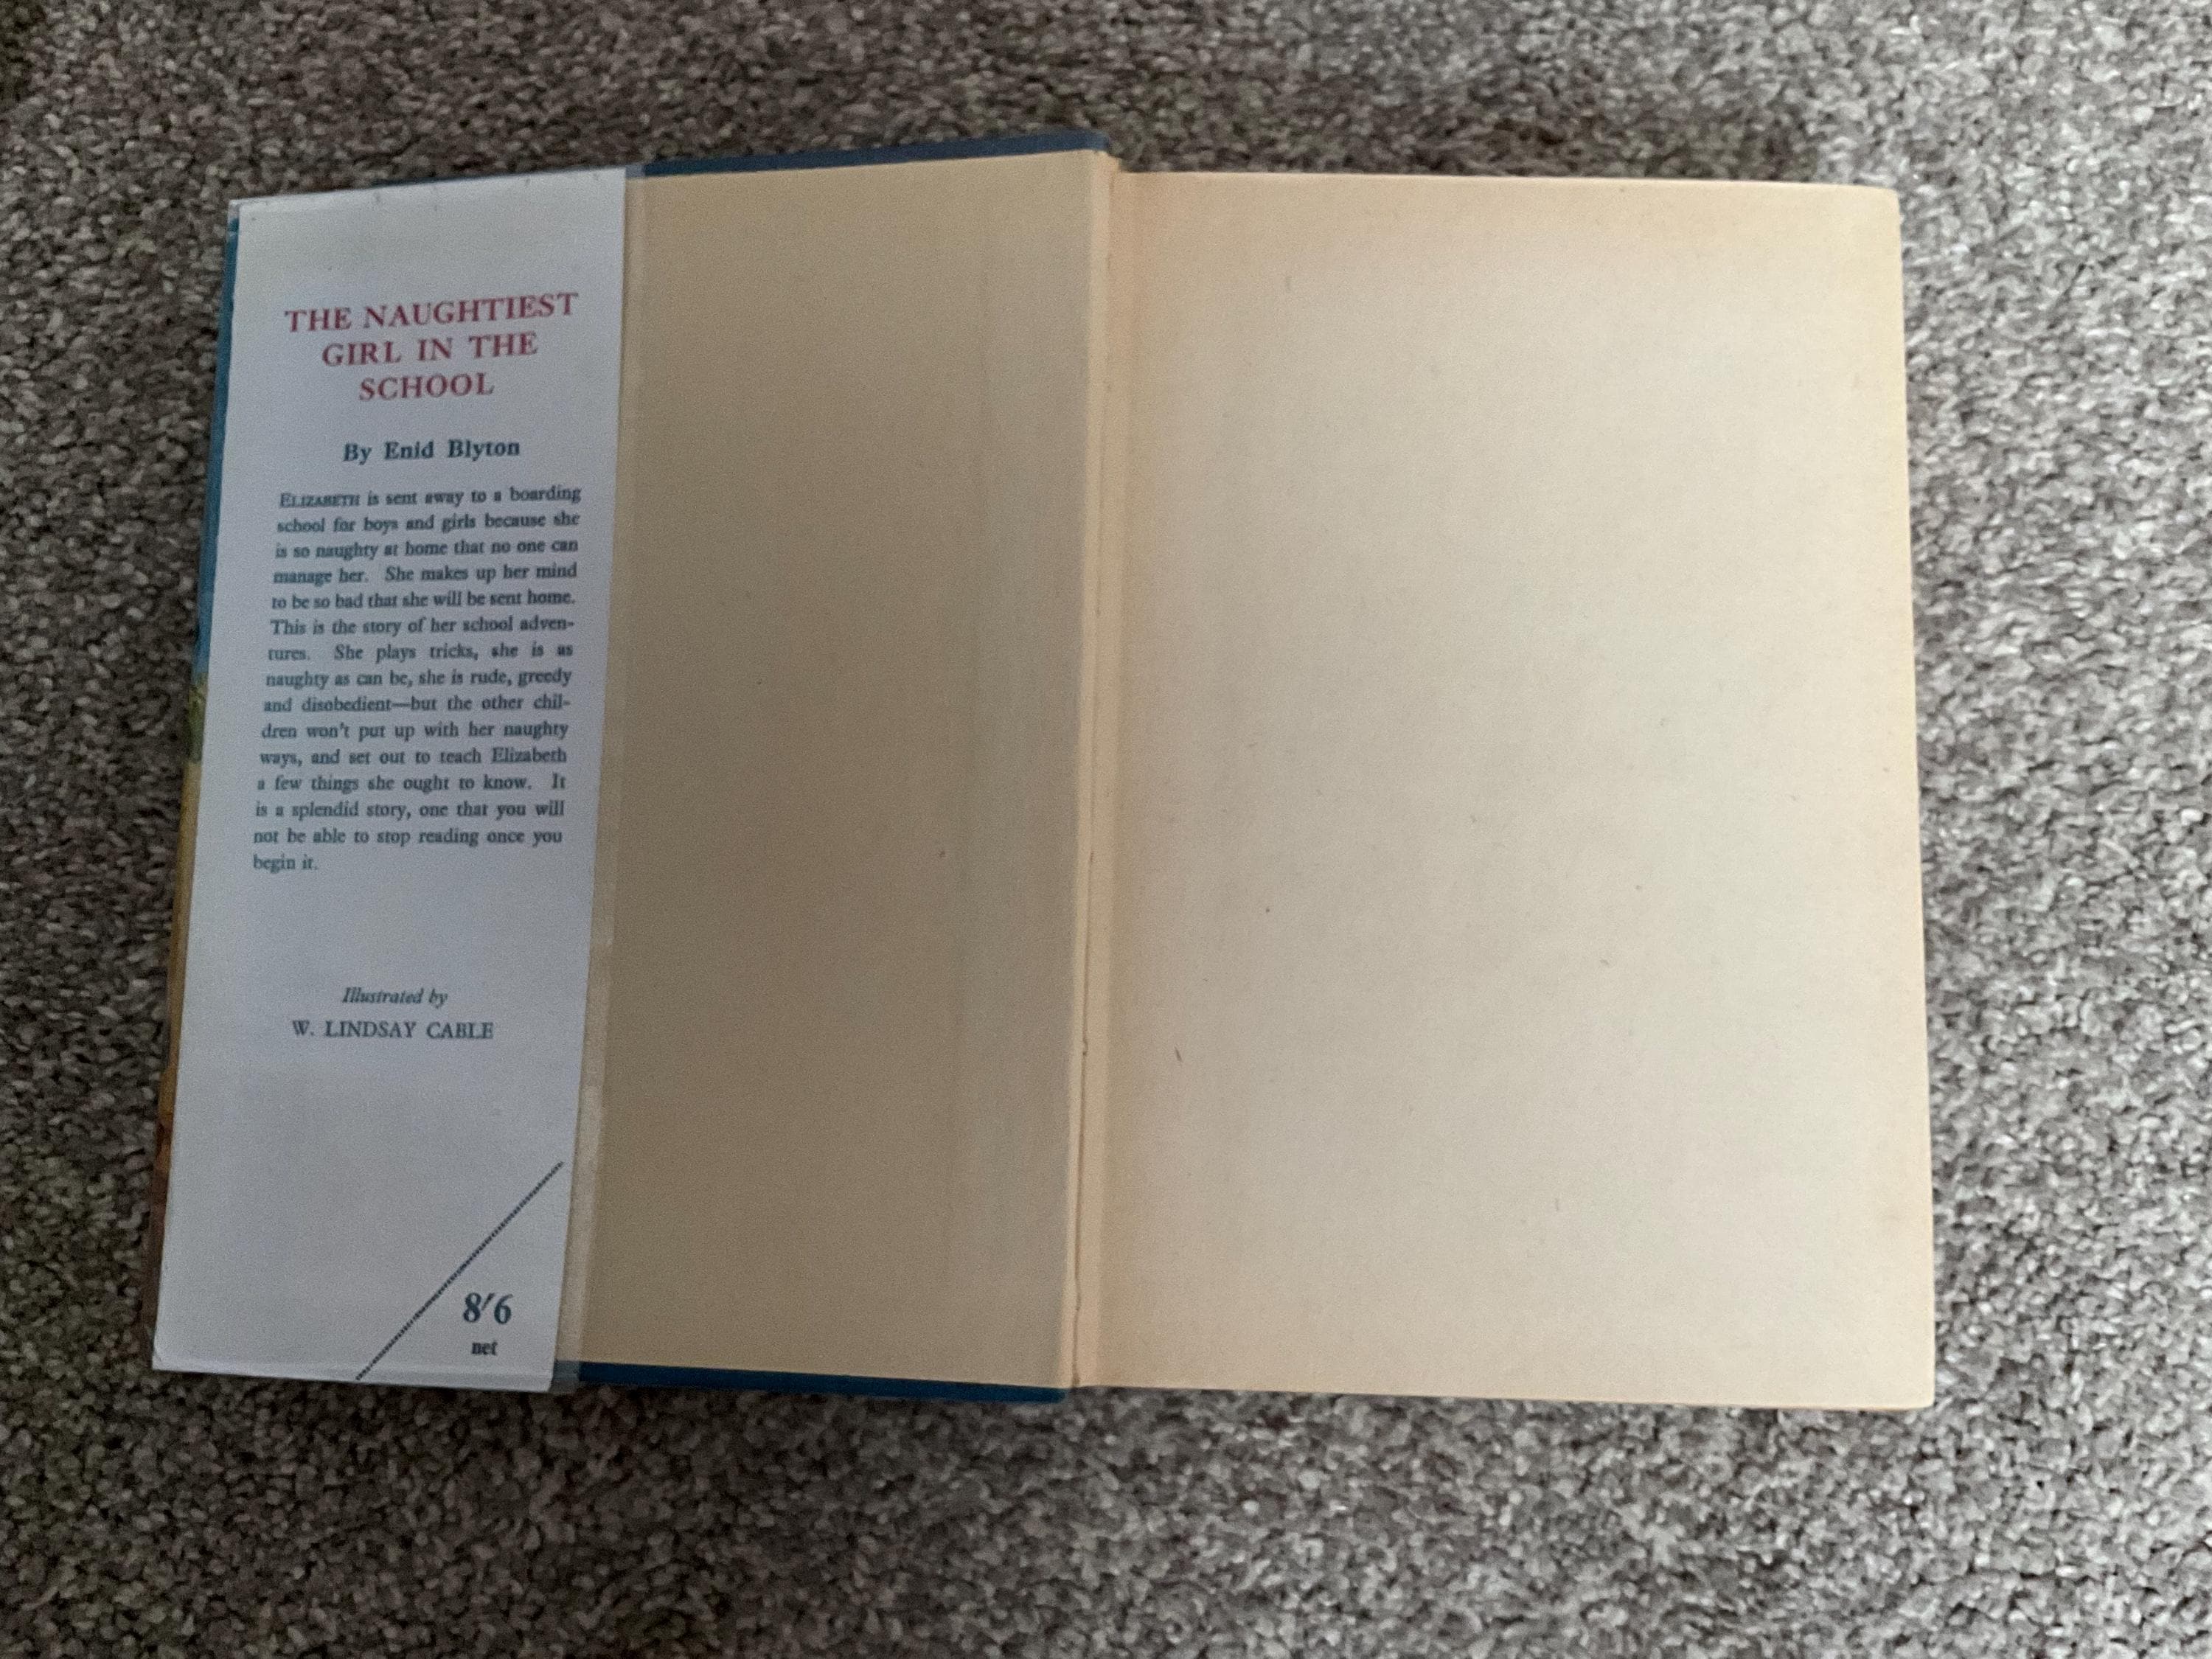 THE NAUGHTIEST
GIRL IN THE
SCHOOL
By Enid Blyton
ELIZABETH is sent away to a boarding
school for boys and girls because she
is so naughty at home that no one can
manage her. She makes up her mind
to be so bad that she will be sent home.
This is the story of her school adven-
tures. She plays tricks, she is as
naughty as can be, she is rude, greedy
and disobedient—but the other chil-
dren won't put up with her naughty
ways, and set out to teach Elizabeth
a few things she ought to know. It
is a splendid story, one that you will
not be able to stop reading once you
begin it.
Illustrated by
W. LINDSAY CABLE
8/6
net